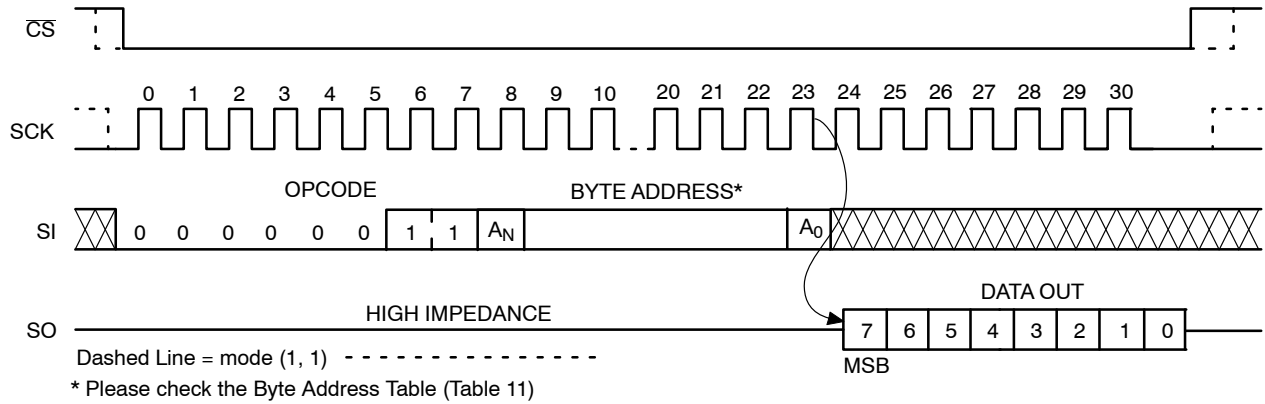 CS
0 1 2 3 4 5 6 7 8 9 10 20 21 22 23 24 25 26 27 28 29 30
SCK
OPCODE BYTE ADDRESS*
SI 0 0 0 0 0 0 1 1 AN A0
HIGH IMPEDANCE DATA OUT
SO 7 6 5 4 3 2 1 0
Dashed Line = mode (1, 1) MSB
* Please check the Byte Address Table (Table 11)